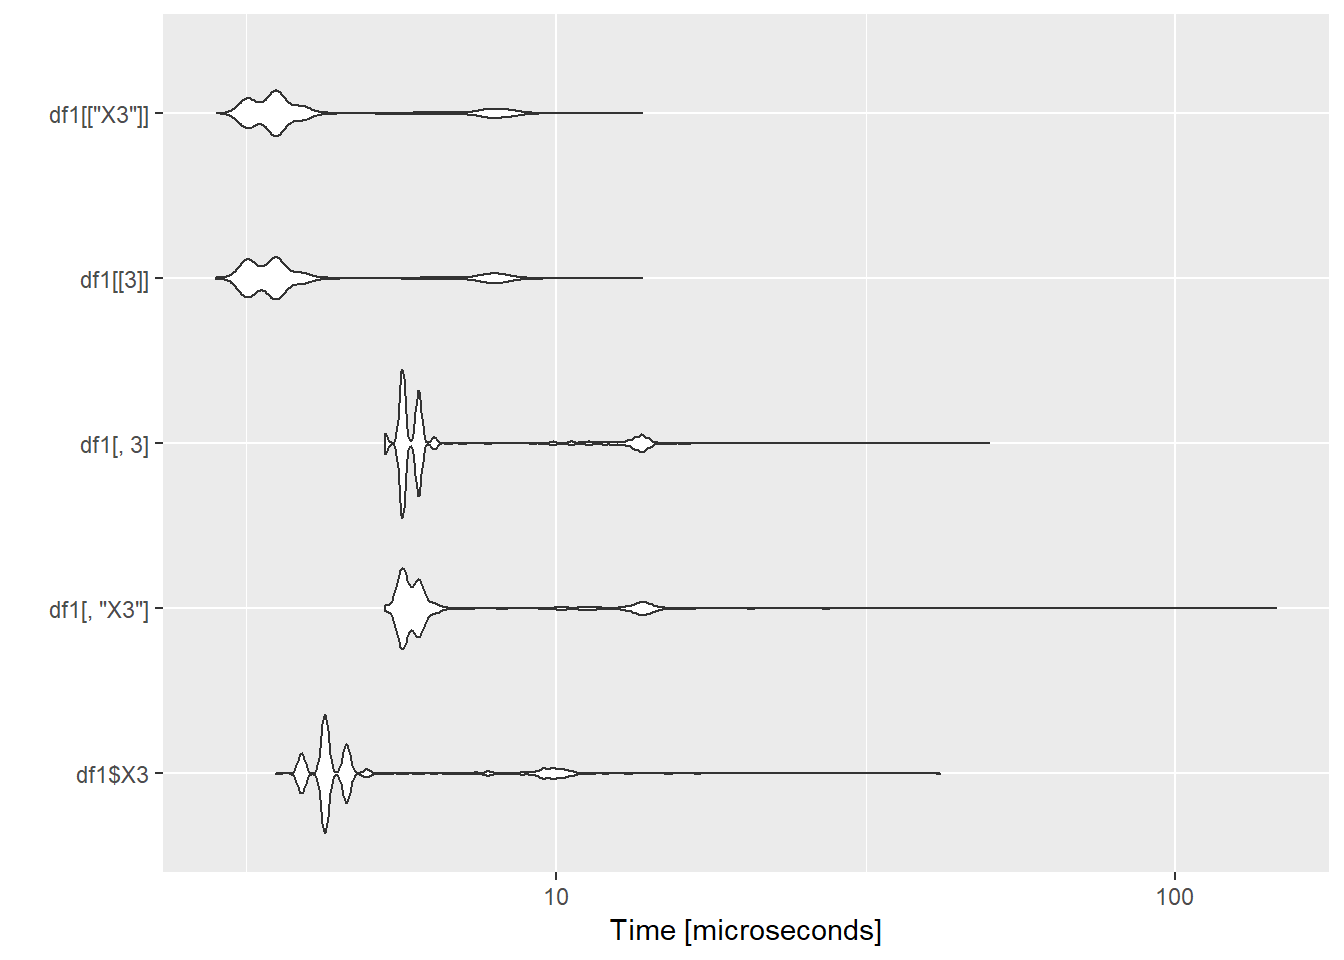 df1[["X3"]]
df1[[3]]
df1[, 3]
df1[, "X3"]
df1$X3
10
100
Time [microseconds]